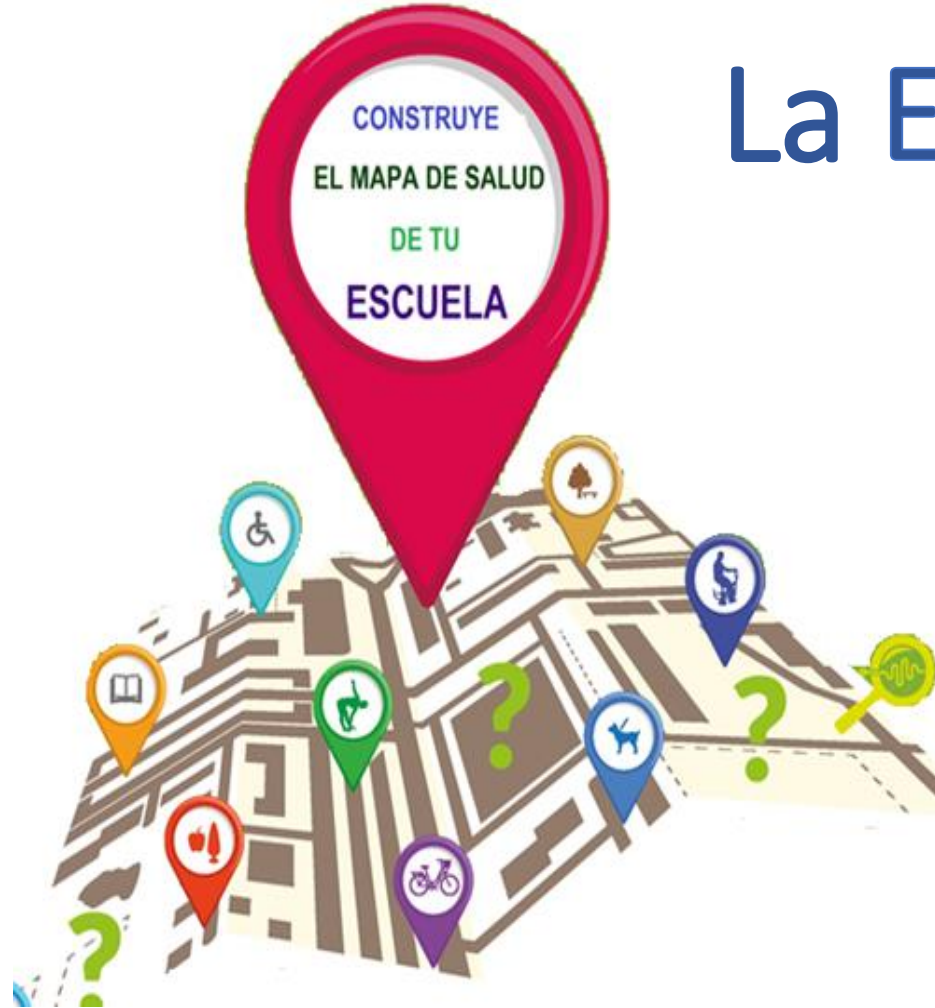 La E
CONSTRUYE
EL MAPA DE SALUD
DE TU
ESCUELA
?
?
?